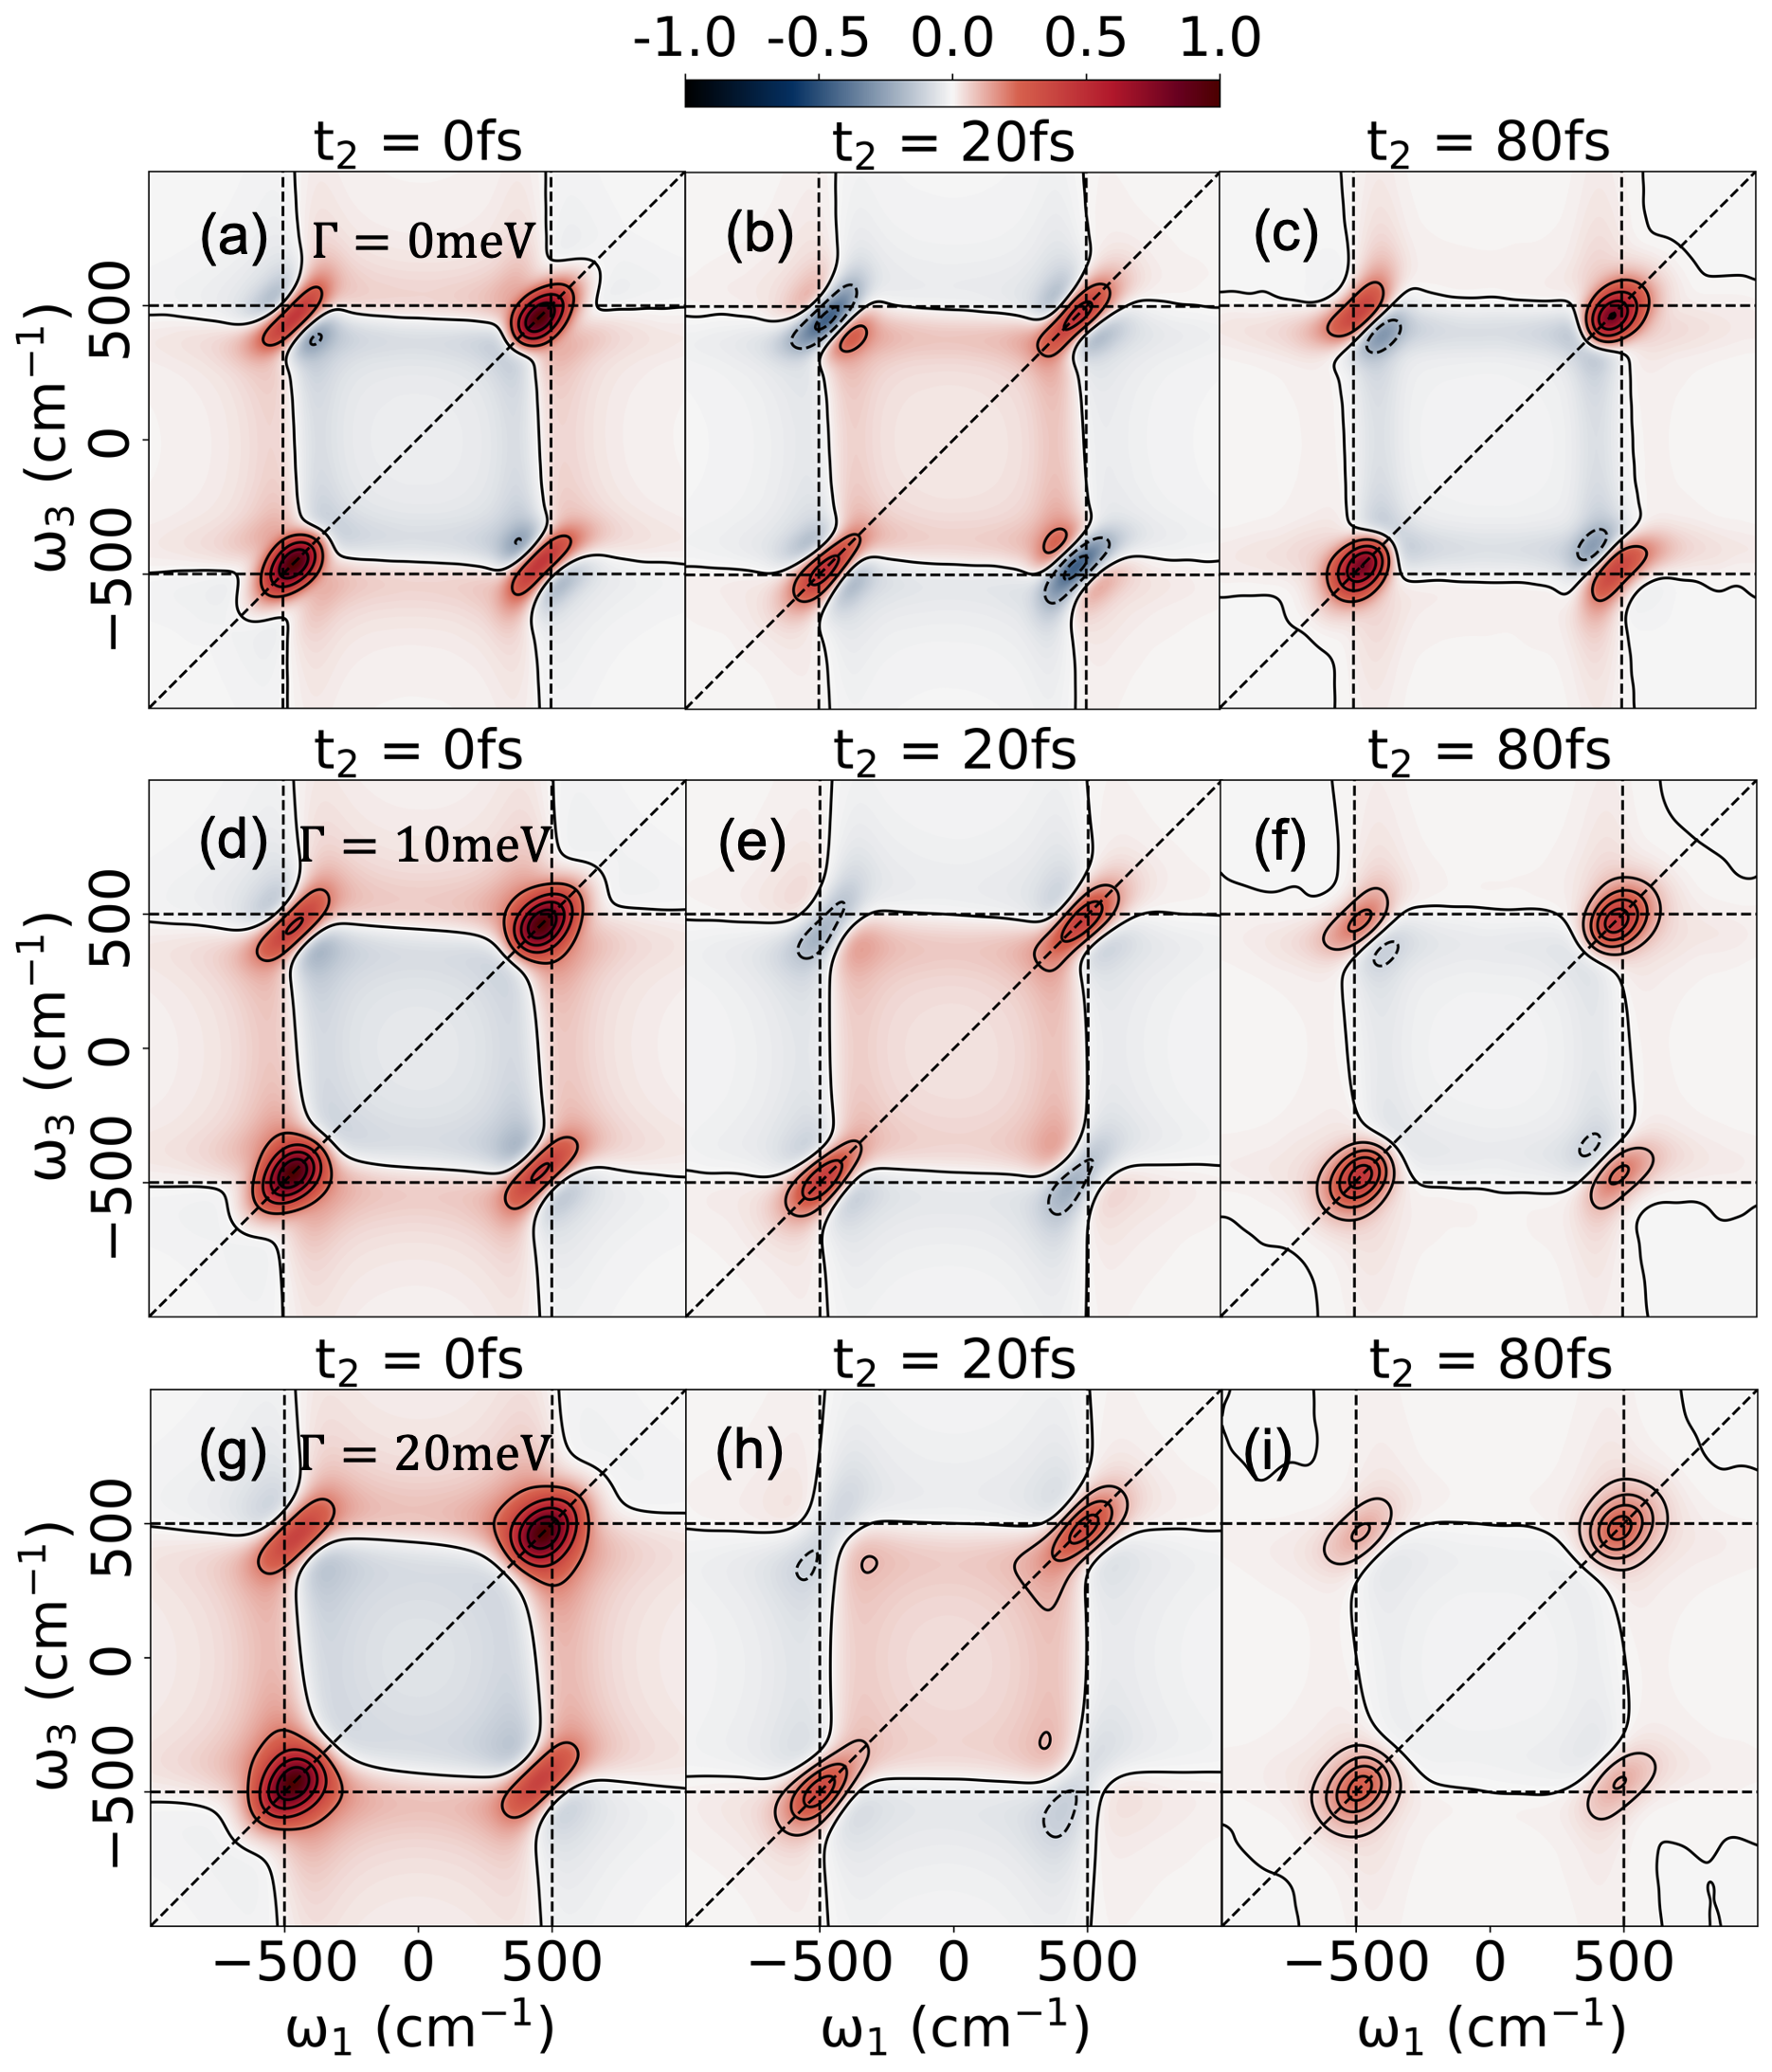 -1.0 -0.5 0.0 0.5 1.0
t₂ = 0fs t₂ = 20fs t₂ = 80fs
(a) Γ = 0meV (b) (c)
500
0
−500
ω₃ (cm⁻¹)
t₂ = 0fs t₂ = 20fs t₂ = 80fs
(d) Γ = 10meV (e) (f)
500
0
−500
ω₃ (cm⁻¹)
t₂ = 0fs t₂ = 20fs t₂ = 80fs
(g) Γ = 20meV (h) (i)
500
0
−500
ω₃ (cm⁻¹)
−500 0 500 −500 0 500 −500 0 500
ω₁ (cm⁻¹) ω₁ (cm⁻¹) ω₁ (cm⁻¹)